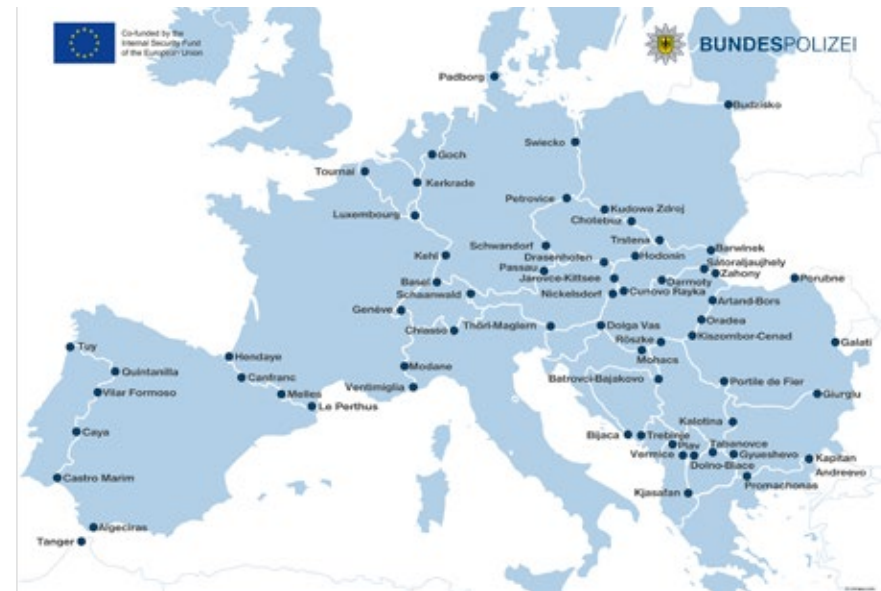 Co-funded by the
Internal Security Fund
of the European Union
BUNDESPOLIZEI
Padborg
Budzisko
Swiecko
Goch
Tournai
Kerkrade
Petrovice
Kudowa Zdroj
Luxembourg
Chotebuz
Trstena
Schwandorf
Barwinek
Kehl
Drasenhofen
Hodonin
Sátoraljaujhely
Passau
Zahony
Basel
Jarovce-Kittsee
Dermoty
Porubne
Schaanwald
Nickelsdorf
Cunovo Rayka
Artand-Bors
Genéve
Oradea
Chiasso
Thörl-Maglern
Dolga Vas
Kiszombor-Cenad
Röszke
Galati
Tuy
Hendaye
Mohacs
Quintanilla
Modane
Canfranc
Batrovci-Bajakovo
Portile de Fier
Vilar Formoso
Ventimiglia
Melles
Giurgiu
Le Perthus
Kalotina
Caya
Bijaca
Trebinje
Plav
Tabanovce
Vermice
Gyueshevo
Kapitan
Andreevo
Dolno-Blace
Castro Marim
Promachonas
Kjasafan
Algeciras
Tanger